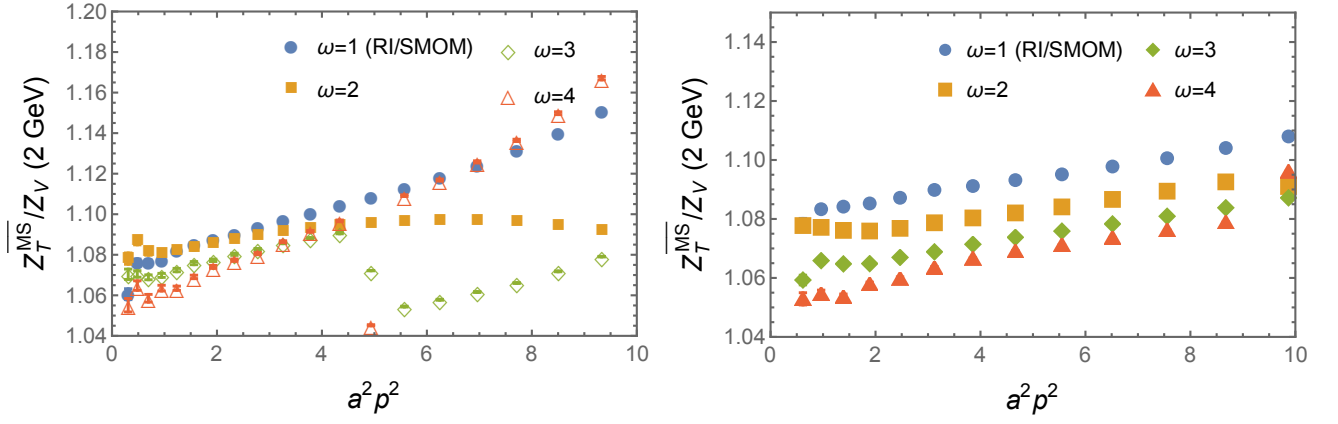 1.20
1.18
1.16
1.14
1.12
1.10
1.08
1.06
1.04
Z_T^{\overline{MS}}/Z_V (2 GeV)
ω=1 (RI/SMOM)
ω=2
ω=3
ω=4
0 2 4 6 8 10
a²p²
1.14
1.12
1.10
1.08
1.06
1.04
Z_T^{\overline{MS}}/Z_V (2 GeV)
ω=1 (RI/SMOM)
ω=2
ω=3
ω=4
0 2 4 6 8 10
a²p²